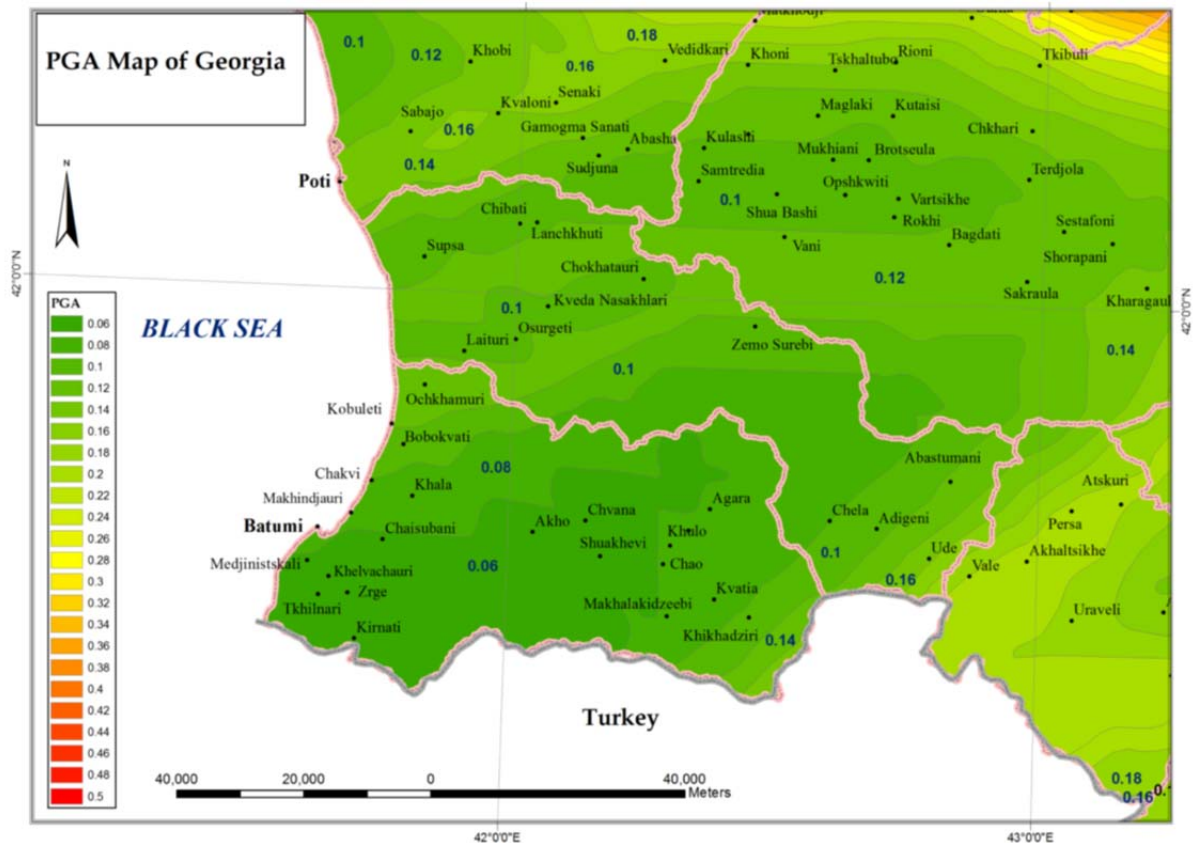 PGA Map of Georgia
0.1
0.12
Khobi
0.18
Vedidkari
Khoni
Tskhaltubo
Rioni
Tkibuli
0.16
Senaki
Kvaloni
Sabajo
0.16
Gamogma Sanati
Abasha
Sudjuna
0.14
Maglaki
Kutaisi
Chkhari
Kulashi
Mukhiani
Brotseula
Samtredia
Opshkwiti
Terdjola
0.1
Vartsikhe
Shua Bashi
Rokhi
Sestafoni
Vani
Bagdati
Shorapani
Poti
N
Chibati
Lanchkhuti
Supsa
Chokhatauri
0.12
Sakraula
Kharagaul
42°0'0"N
42°0'0"N
0.1
Kveda Nasakhlari
Osurgeti
Laituri
Zemo Surebi
0.14
0.1
BLACK SEA
PGA
0.06
0.08
0.1
0.12
0.14
0.16
0.18
0.2
0.22
0.24
0.26
0.28
0.3
0.32
0.34
0.36
0.38
0.4
0.42
0.44
0.46
0.48
0.5
Ochkhamuri
Kobuleti
Bobokvati
0.08
Abastumani
Chakvi
Khala
Atskuri
Makhindjauri
Agara
Batumi
Chaisubani
Akho
Chvana
Khulo
Chela
Adigeni
Persa
Shuakhevi
0.1
Ude
Akhaltsikhe
Medjinistskali
Khelvachauri
0.06
Chao
0.16
Vale
Zrge
Kvatia
Tkhilnari
Makhalakidzeebi
Uraveli
Kirnati
Khikhadziri
0.14
Turkey
0.18
0.16
40,000
20,000
0
40,000
Meters
42°0'0"E
43°0'0"E